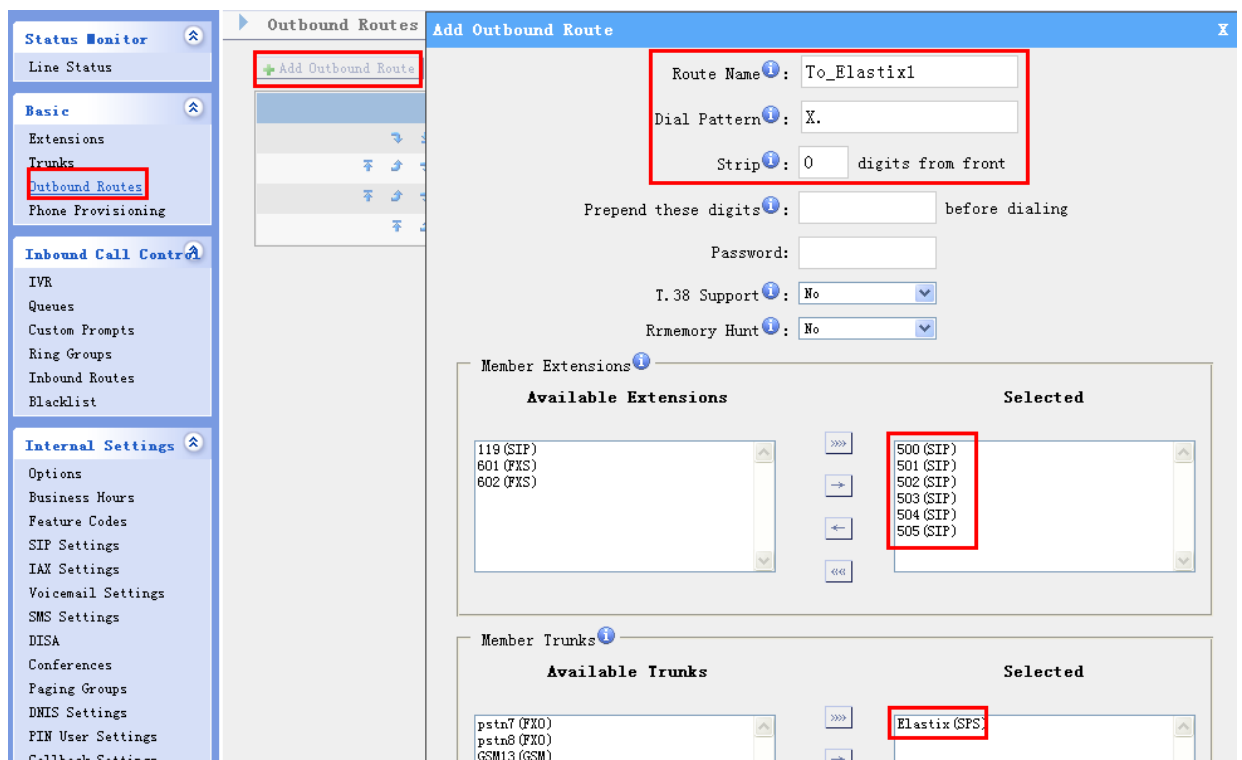 Status Monitor
Line Status
Basic
Extensions
Trunks
Outbound Routes
Phone Provisioning
Inbound Call Control
IVR
Queues
Custom Prompts
Ring Groups
Inbound Routes
Blacklist
Internal Settings
Options
Business Hours
Feature Codes
SIP Settings
IAX Settings
Voicemail Settings
SMS Settings
DISA
Conferences
Paging Groups
DNIS Settings
PIN User Settings
Callback Settings
Outbound Routes
Add Outbound Route
Add Outbound Route X
Route Name : To_Elastix1
Dial Pattern : X.
Strip : 0 digits from front
Prepend these digits : before dialing
Password:
T.38 Support : No
Rrmemory Hunt : No
Member Extensions
Available Extensions Selected
119(SIP)
601(FXS)
602(FXS)
500(SIP)
501(SIP)
502(SIP)
503(SIP)
504(SIP)
505(SIP)
Member Trunks
Available Trunks Selected
pstn7(FXO)
pstn8(FXO)
GSM13(GSM)
Elastix(SPS)